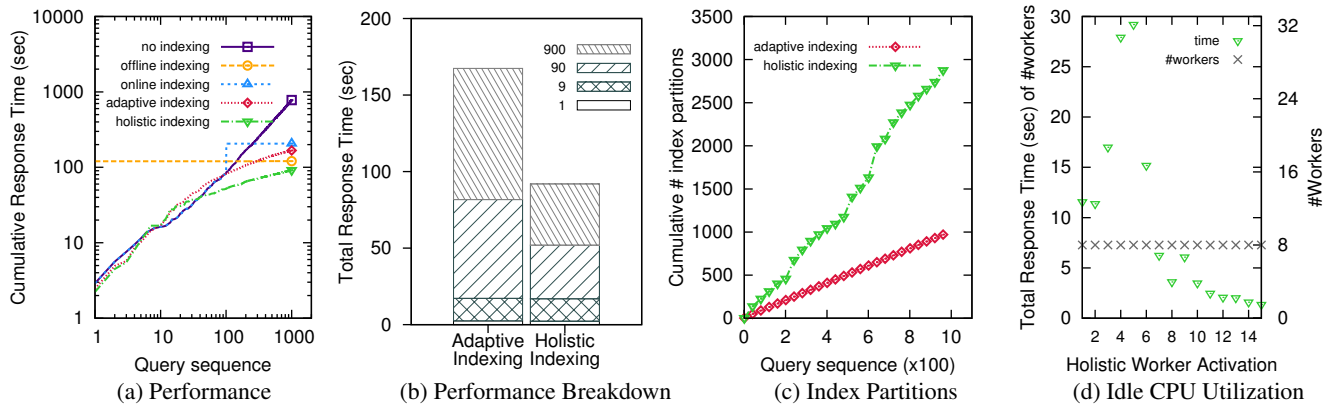 Cumulative Response Time (sec)
10000
1000
100
10
1
no indexing
offline indexing
online indexing
adaptive indexing
holistic indexing
1 10 100 1000
Query sequence
(a) Performance
Total Response Time (sec)
200
150
100
50
0
900
90
9
1
Adaptive Indexing
Holistic Indexing
(b) Performance Breakdown
Cumulative # index partitions
3500
3000
2500
2000
1500
1000
500
0
adaptive indexing
holistic indexing
0 2 4 6 8 10
Query sequence (x100)
(c) Index Partitions
Total Response Time (sec) of #workers
30
25
20
15
10
5
0
time
#workers
32
28
24
16
8
4
0
#Workers
2 4 6 8 10 12 14
Holistic Worker Activation
(d) Idle CPU Utilization